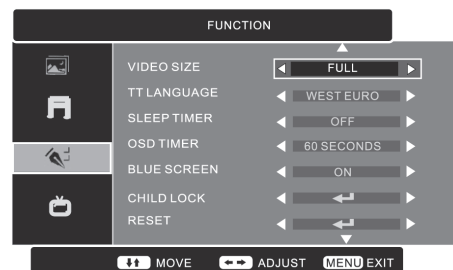 FUNCTION
VIDEO SIZE FULL
TT LANGUAGE WEST EURO
SLEEP TIMER OFF
OSD TIMER 60 SECONDS
BLUE SCREEN ON
CHILD LOCK
RESET
MOVE ADJUST MENU EXIT